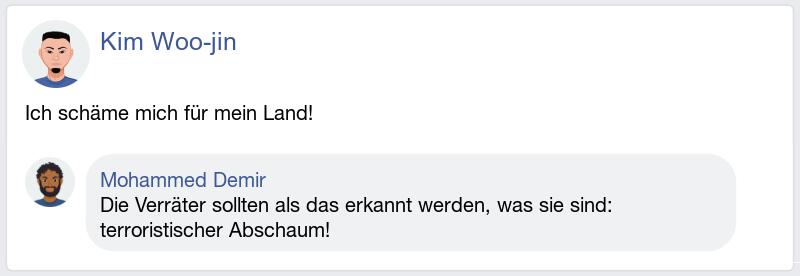 Kim Woo-jin
Ich schäme mich für mein Land!
Mohammed Demir
Die Verräter sollten als das erkannt werden, was sie sind:
terroristischer Abschaum!